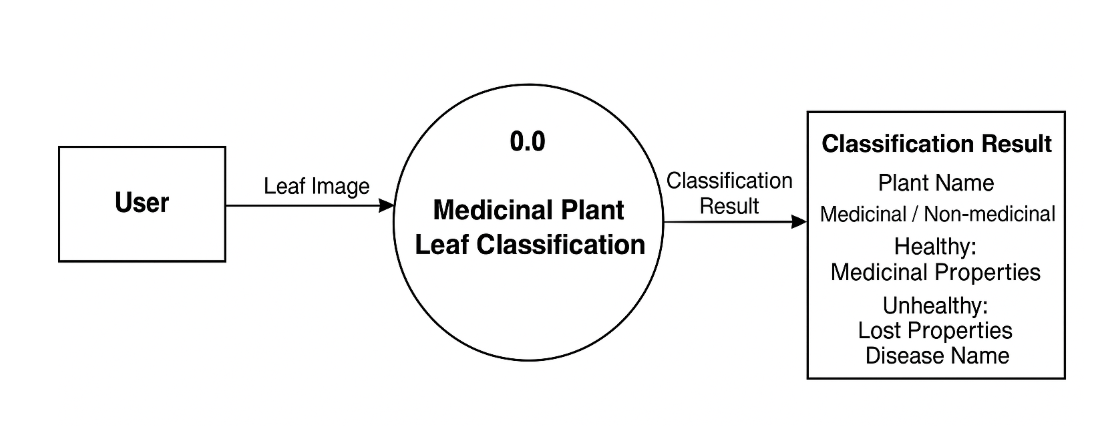 User
Leaf Image
0.0
Medicinal Plant
Leaf Classification
Classification
Result
Classification Result
Plant Name
Medicinal / Non-medicinal
Healthy:
Medicinal Properties
Unhealthy:
Lost Properties
Disease Name